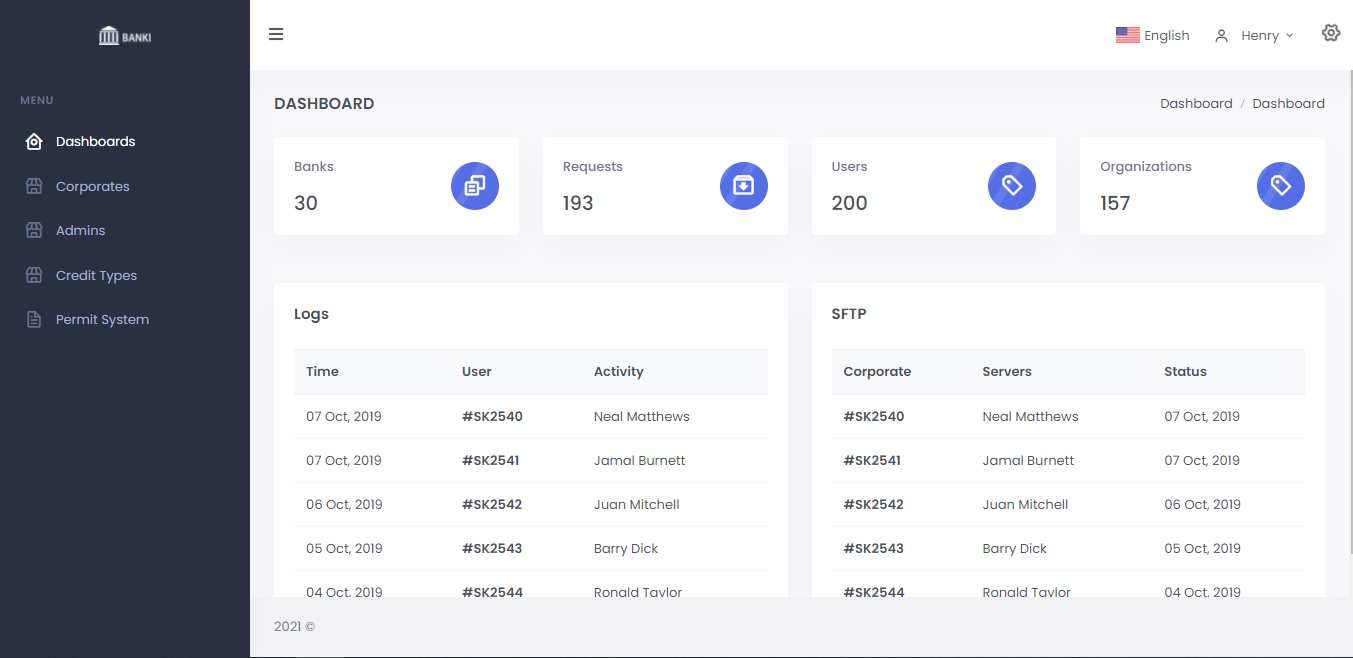 BANKI
English
Henry
MENU
Dashboards
Corporates
Admins
Credit Types
Permit System
DASHBOARD
Dashboard / Dashboard
Banks
30
Requests
193
Users
200
Organizations
157
Logs
Time User Activity
07 Oct, 2019 #SK2540 Neal Matthews
07 Oct, 2019 #SK2541 Jamal Burnett
06 Oct, 2019 #SK2542 Juan Mitchell
05 Oct, 2019 #SK2543 Barry Dick
04 Oct, 2019 #SK2544 Ronald Taylor
SFTP
Corporate Servers Status
#SK2540 Neal Matthews 07 Oct, 2019
#SK2541 Jamal Burnett 07 Oct, 2019
#SK2542 Juan Mitchell 06 Oct, 2019
#SK2543 Barry Dick 05 Oct, 2019
#SK2544 Ronald Taylor 04 Oct, 2019
2021 ©